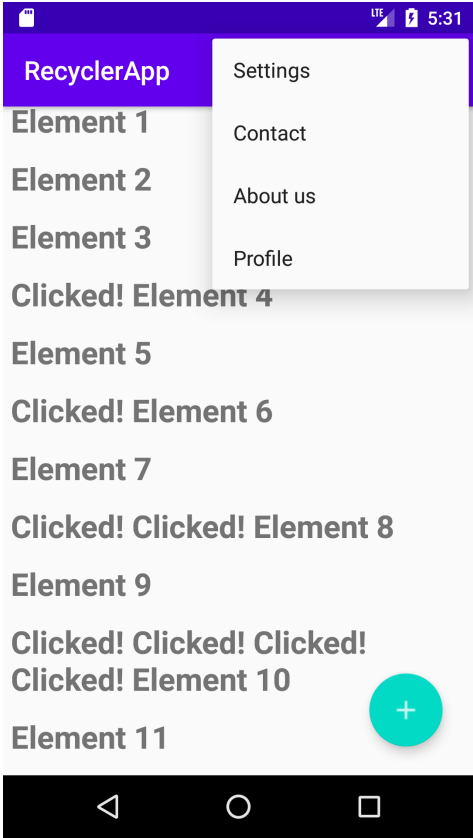 LTE 5:31
RecyclerApp
Settings
Element 1
Contact
Element 2
About us
Element 3
Profile
Clicked! Element 4
Element 5
Clicked! Element 6
Element 7
Clicked! Clicked! Element 8
Element 9
Clicked! Clicked! Clicked!
Clicked! Element 10
Element 11
+